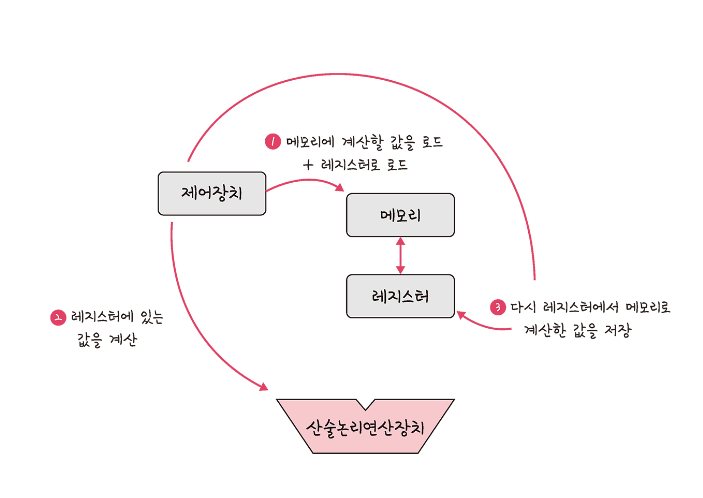 1 메모리에 계산할 값을 로드
+ 레지스터로 로드
제어장치
메모리
레지스터
2 레지스터에 있는
값을 계산
3 다시 레지스터에서 메모리로
계산한 값을 저장
산술논리연산장치